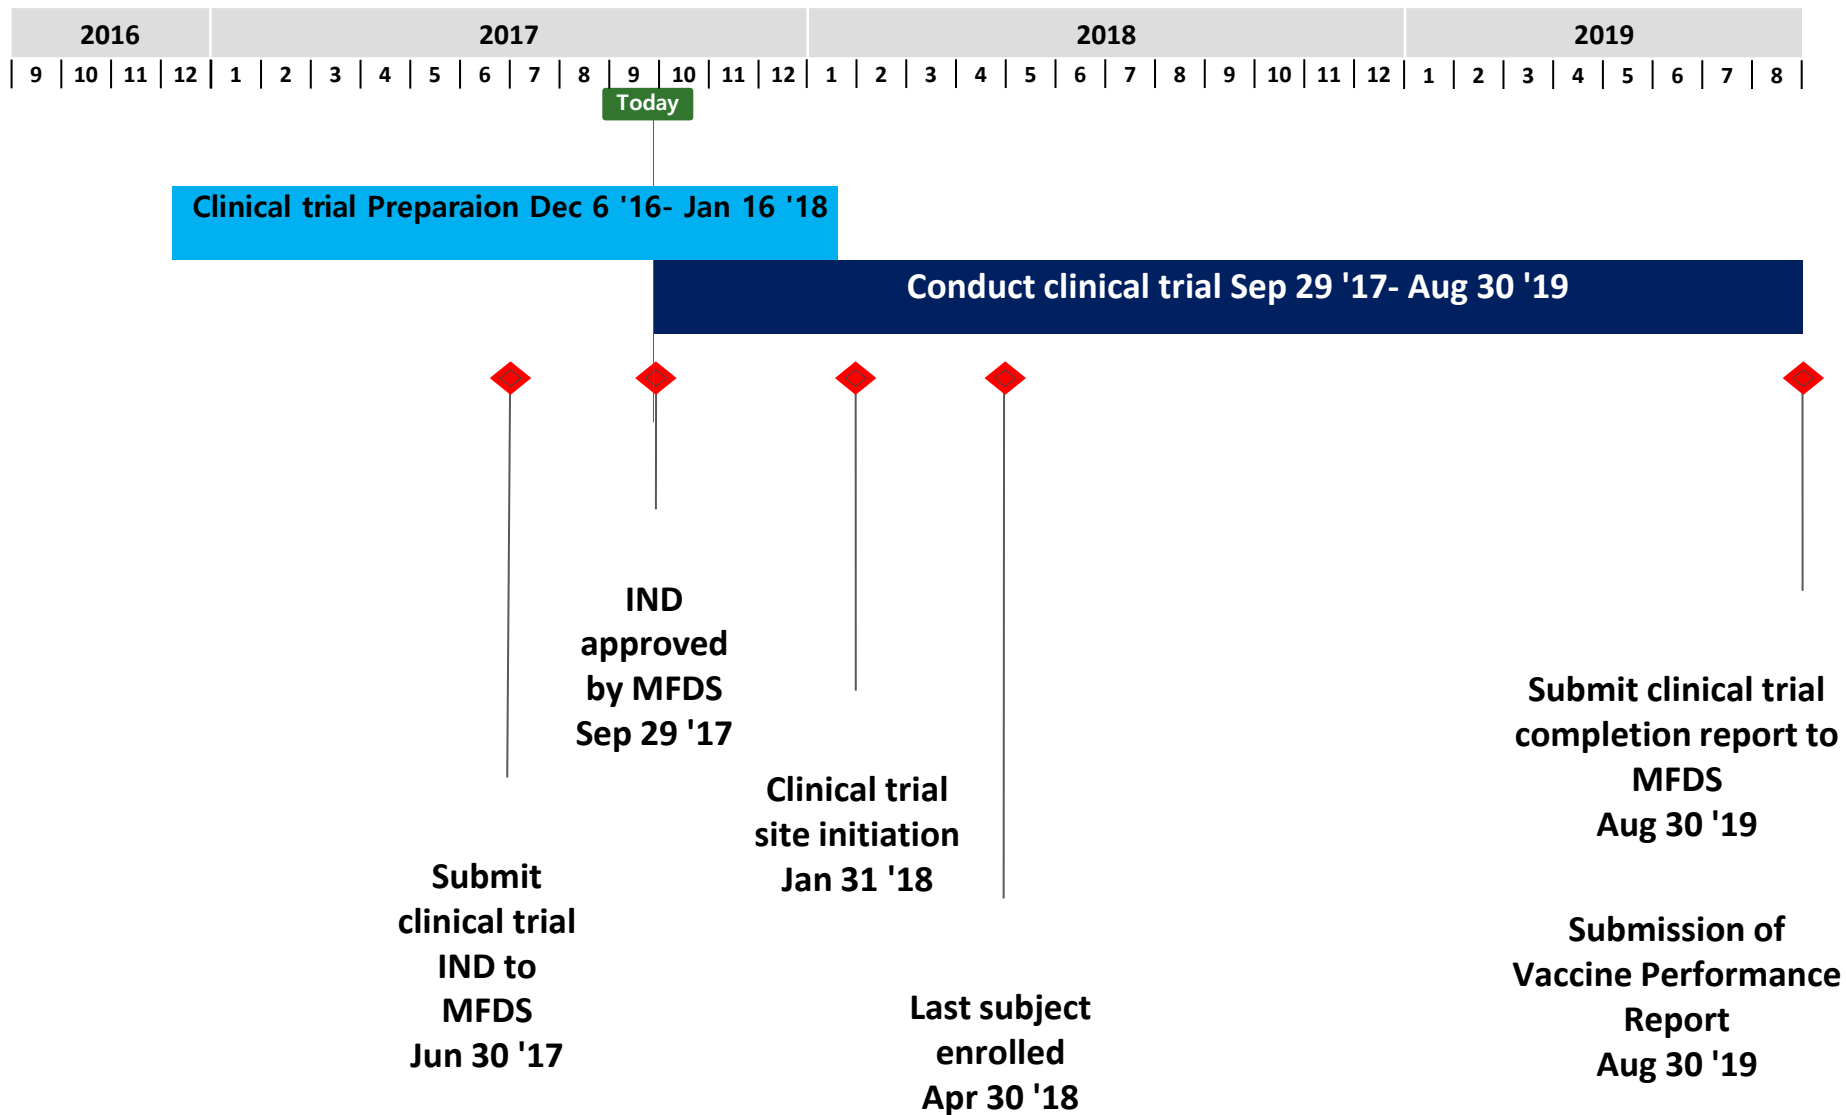 2016 2017 2018 2019
9 10 11 12 1 2 3 4 5 6 7 8 9 10 11 12 1 2 3 4 5 6 7 8 9 10 11 12 1 2 3 4 5 6 7 8
Today
Clinical trial Preparaion Dec 6 '16- Jan 16 '18
Conduct clinical trial Sep 29 '17- Aug 30 '19
Submit
clinical trial
IND to
MFDS
Jun 30 '17
IND
approved
by MFDS
Sep 29 '17
Clinical trial
site initiation
Jan 31 '18
Last subject
enrolled
Apr 30 '18
Submit clinical trial
completion report to
MFDS
Aug 30 '19
Submission of
Vaccine Performance
Report
Aug 30 '19